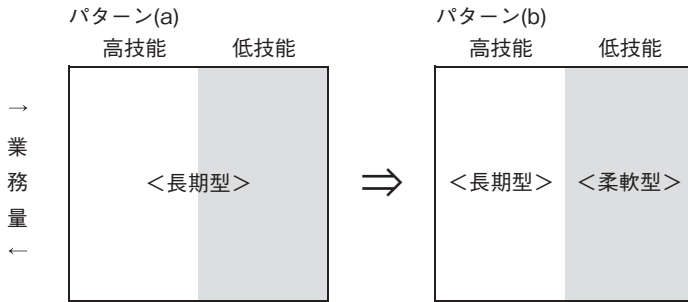 パターン(a)
高技能 低技能
<長期型>
→業務量←
⇒
パターン(b)
高技能 低技能
<長期型> <柔軟型>